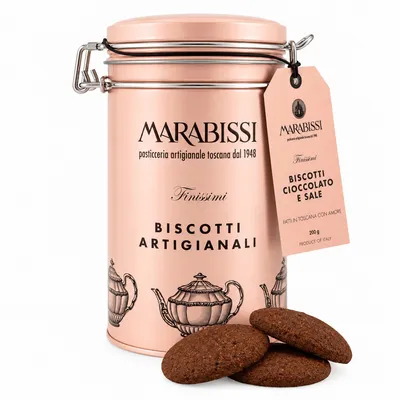 MARABISSI
pasticceria artigianale toscana dal 1948
Finissimi
BISCOTTI
ARTIGIANALI
MARABISSI
Finissimi
BISCOTTI
CIOCCOLATO
E SALE
FATTI IN TOSCANA CON AMORE
200 g
PRODUCT OF ITALY